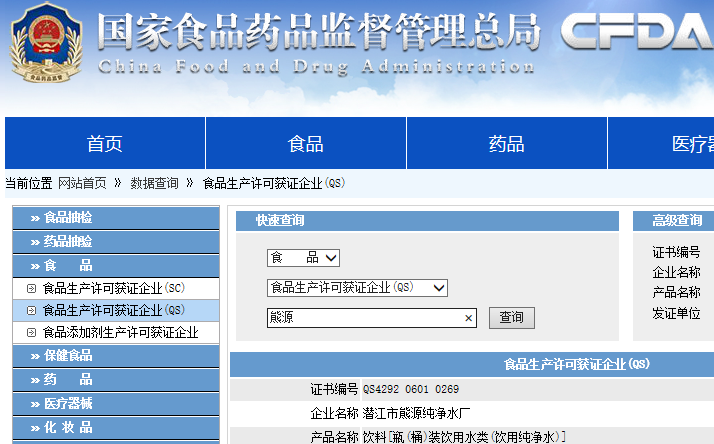 国家食品药品监督管理总局 CFDA
China Food and Drug Administration
食品药品监管
首页 食品 药品 医疗
当前位置 网站首页 》 数据查询 》 食品生产许可获证企业(QS)
» 食品抽检
» 药品抽检
» 食 品
食品生产许可获证企业(SC)
食品生产许可获证企业(QS)
食品添加剂生产许可获证企业
» 保健食品
» 药 品
» 医疗器械
» 化 妆 品
快速查询
食 品
食品生产许可获证企业(QS)
熊源 × 查询
高级查询
证书编号
企业名称
产品名称
发证单位
食品生产许可获证企业(QS)
证书编号 QS4292 0601 0269
企业名称 潜江市熊源纯净水厂
产品名称 饮料[瓶(桶)装饮用水类(饮用纯净水)]